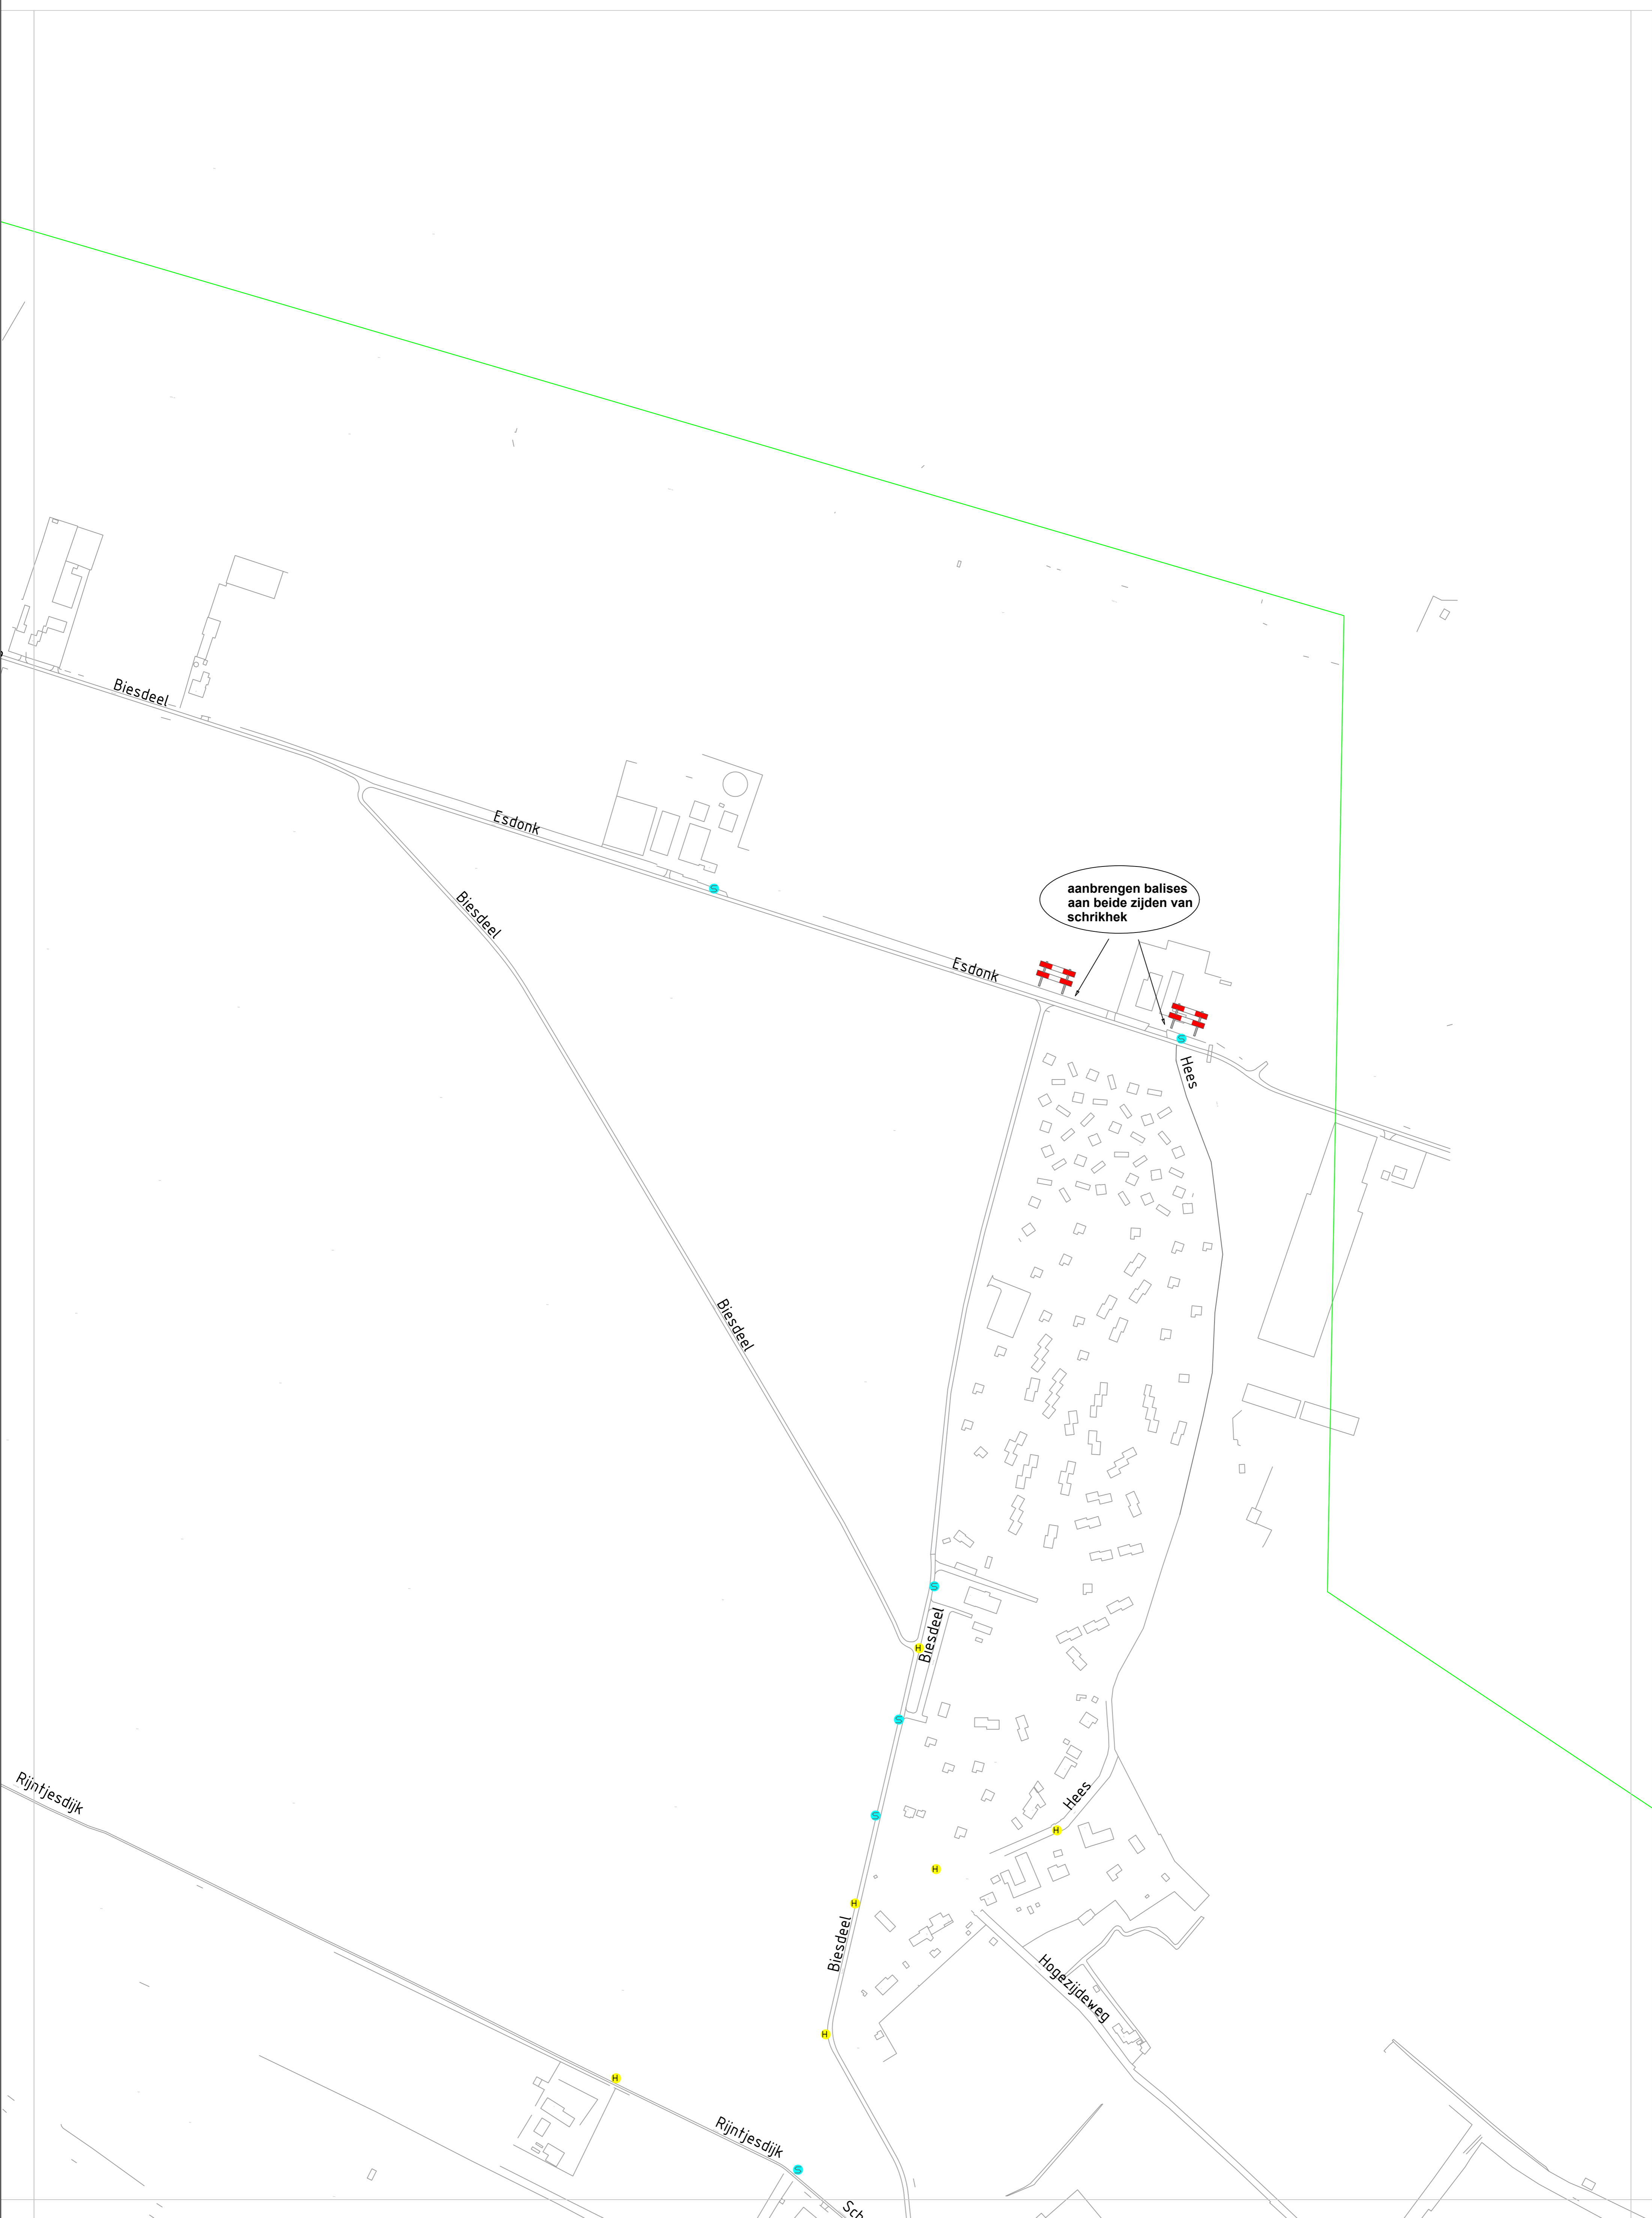 Biesdeel
Esdonk
S
aanbrengen balises
aan beide zijden van
schrikhek
Biesdeel
Esdonk
S
Hees
Biesdeel
S
H
Biesdeel
S
Rijntjesdijk
Hees
S
H
H
H
Biesdeel
Hogezijdeweg
H
H
Rijntjesdijk
S
Sch